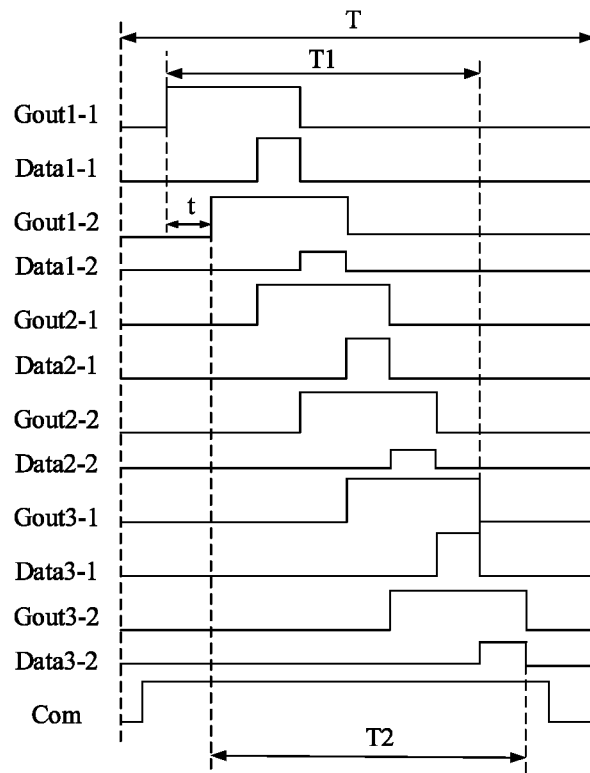 T
T1
Gout1-1
Data1-1
t
Gout1-2
Data1-2
Gout2-1
Data2-1
Gout2-2
Data2-2
Gout3-1
Data3-1
Gout3-2
Data3-2
Com
T2